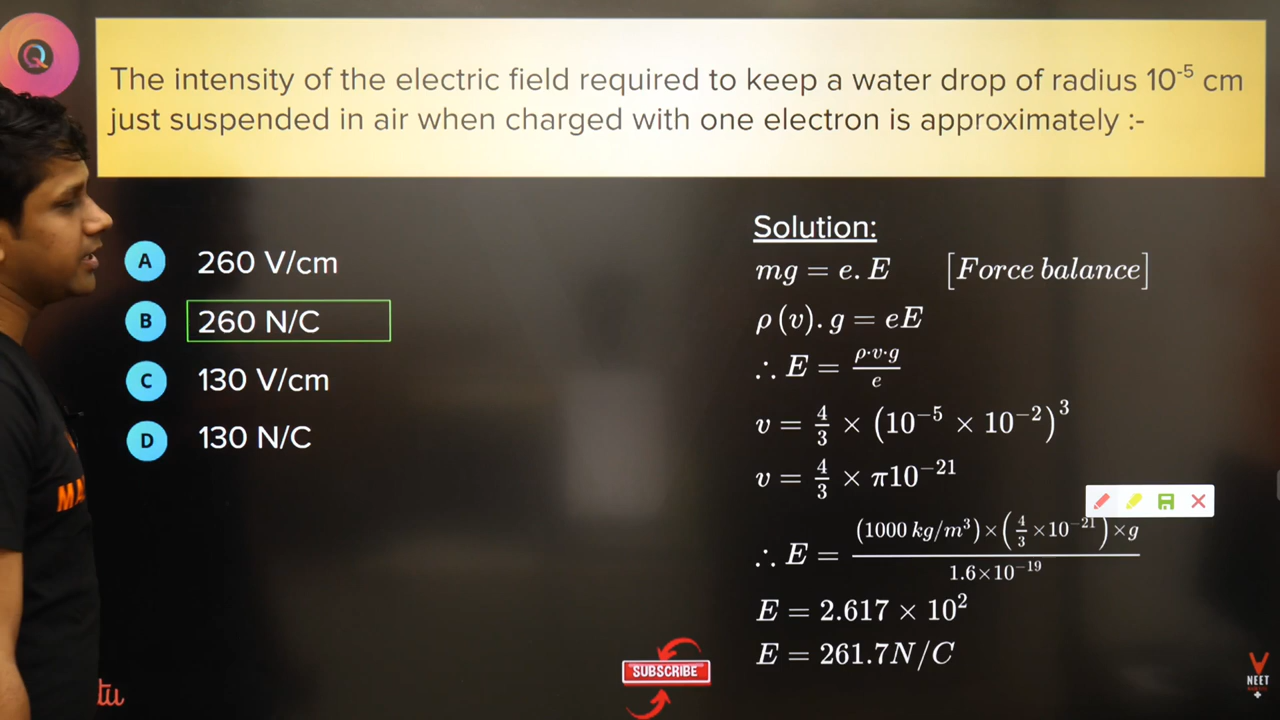 Q
The intensity of the electric field required to keep a water drop of radius 10⁻⁵ cm
just suspended in air when charged with one electron is approximately :-
A 260 V/cm
B 260 N/C
C 130 V/cm
D 130 N/C
Solution:
mg = e. E [Force balance]
ρ (v). g = eE
∴ E = ρ·v·g / e
v = 4/3 × (10⁻⁵ × 10⁻²)³
v = 4/3 × π10⁻²¹
∴ E = (1000 kg/m³)×(4/3×10⁻²¹)×g / 1.6×10⁻¹⁹
E = 2.617 × 10²
E = 261.7N/C
SUBSCRIBE
NEET
tu